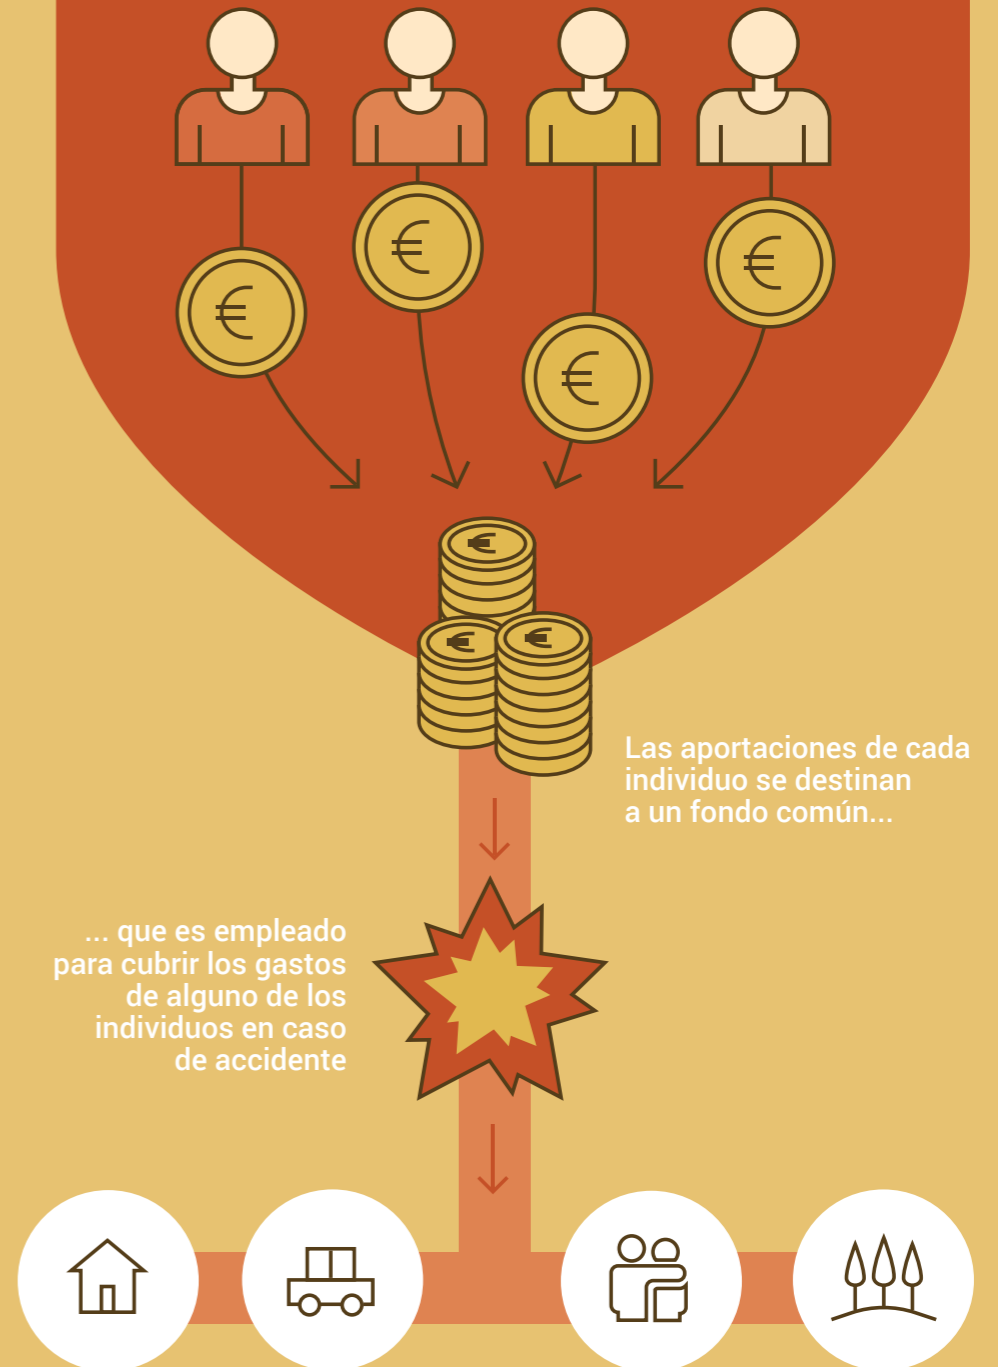 €
€
€
€
€
€
€
Las aportaciones de cada
individuo se destinan
a un fondo común...
... que es empleado
para cubrir los gastos
de alguno de los
individuos en caso
de accidente